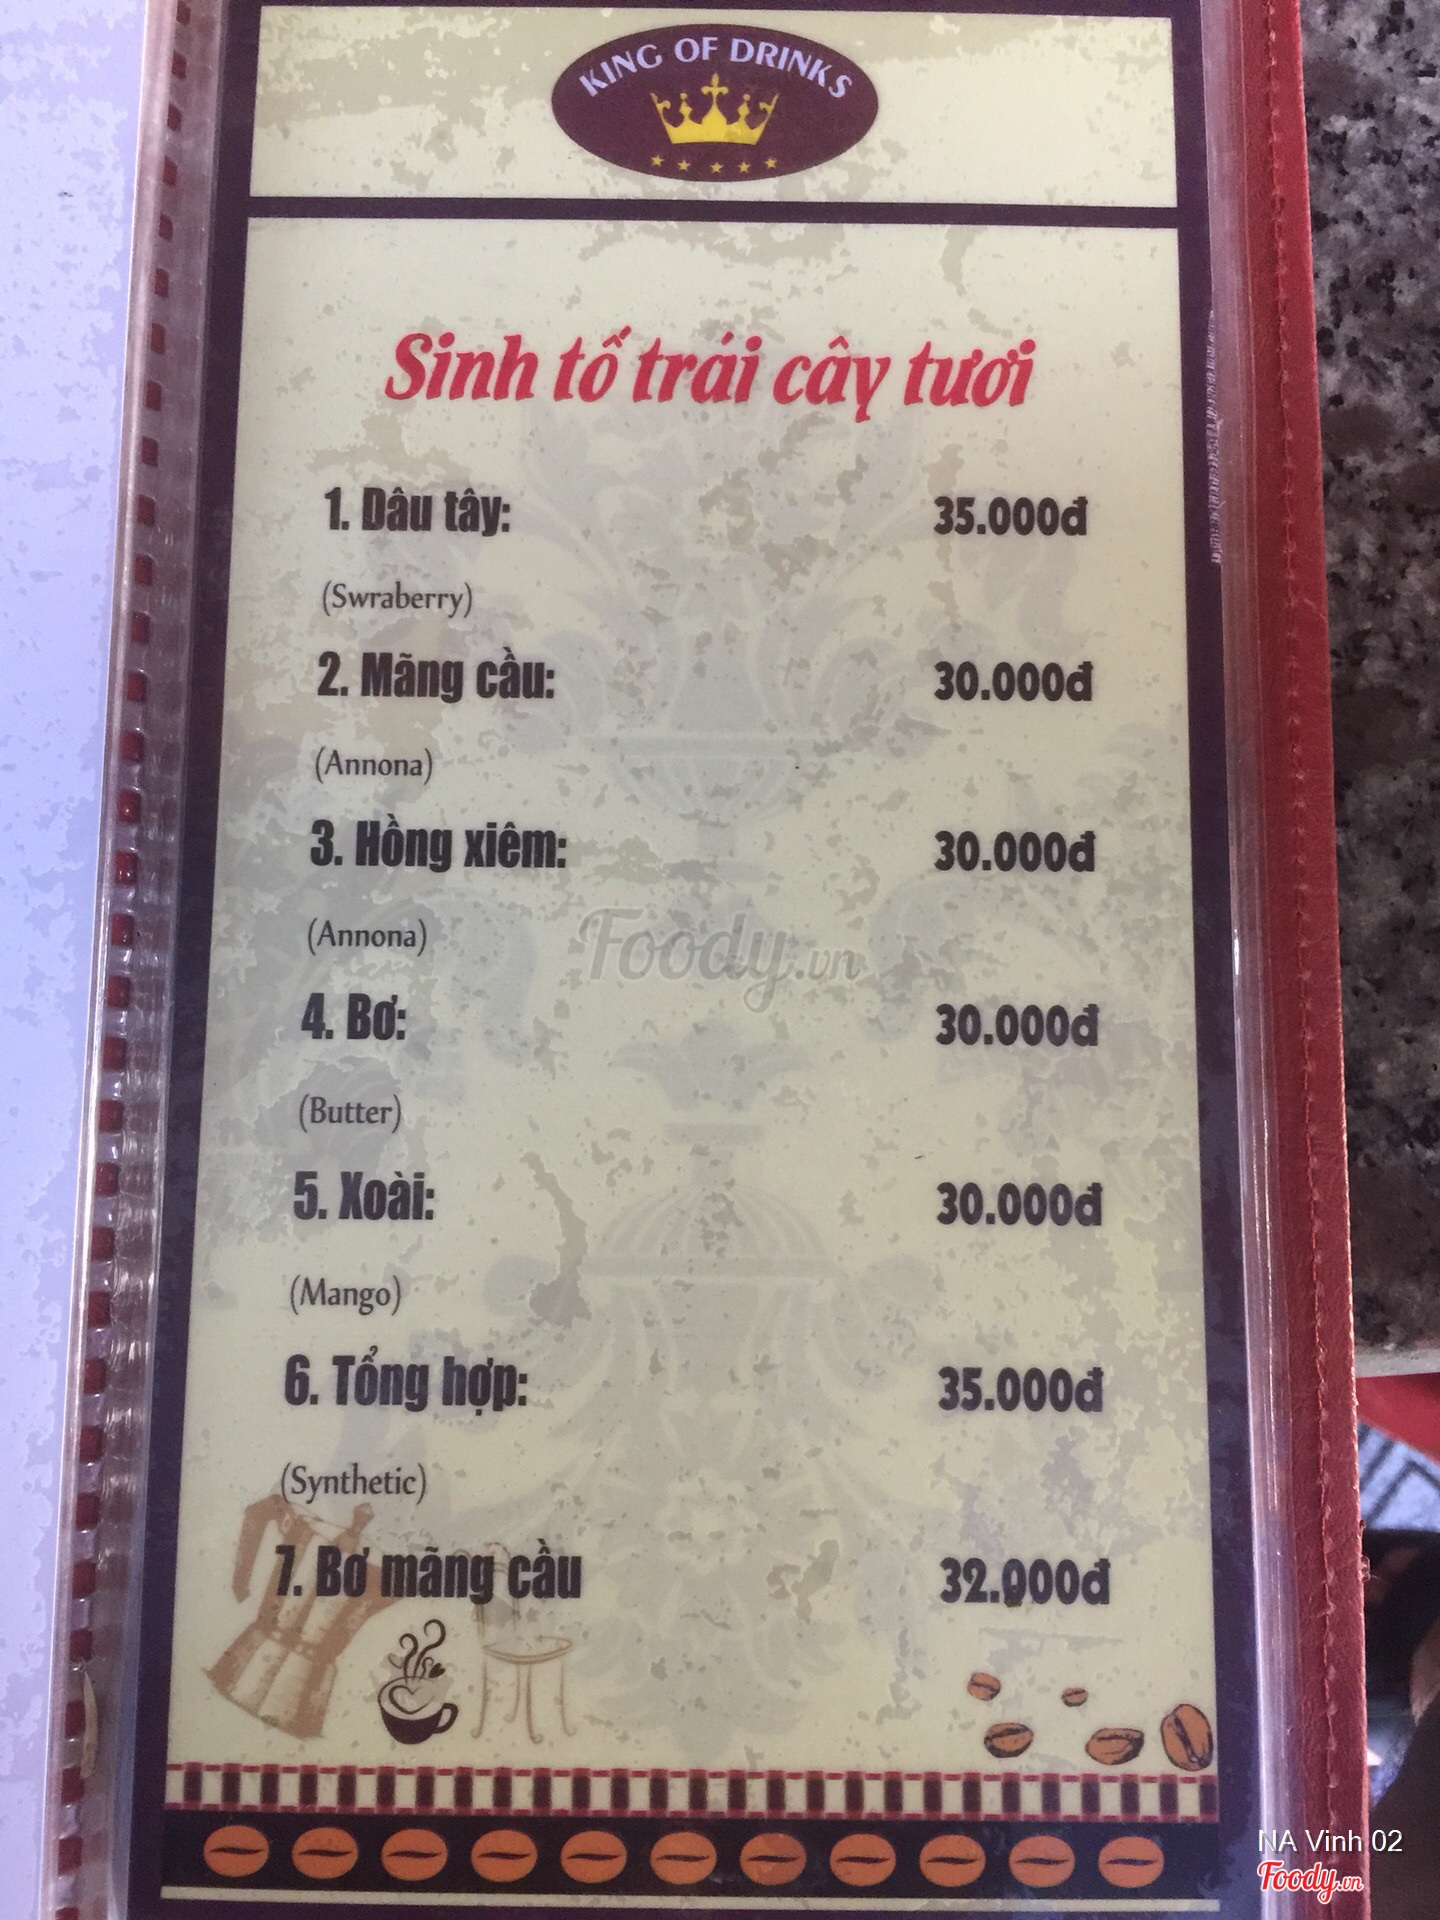 KING OF DRINKS
Sinh tố trái cây tươi
1. Dâu tây: 35.000đ
(Swraberry)
2. Mãng cầu: 30.000đ
(Annona)
3. Hồng xiêm: 30.000đ
(Annona)
4. Bơ: 30.000đ
(Butter)
5. Xoài: 30.000đ
(Mango)
6. Tổng hợp: 35.000đ
(Synthetic)
7. Bơ mãng cầu 32.000đ
Foody.vn
NA Vinh 02
Foody.vn